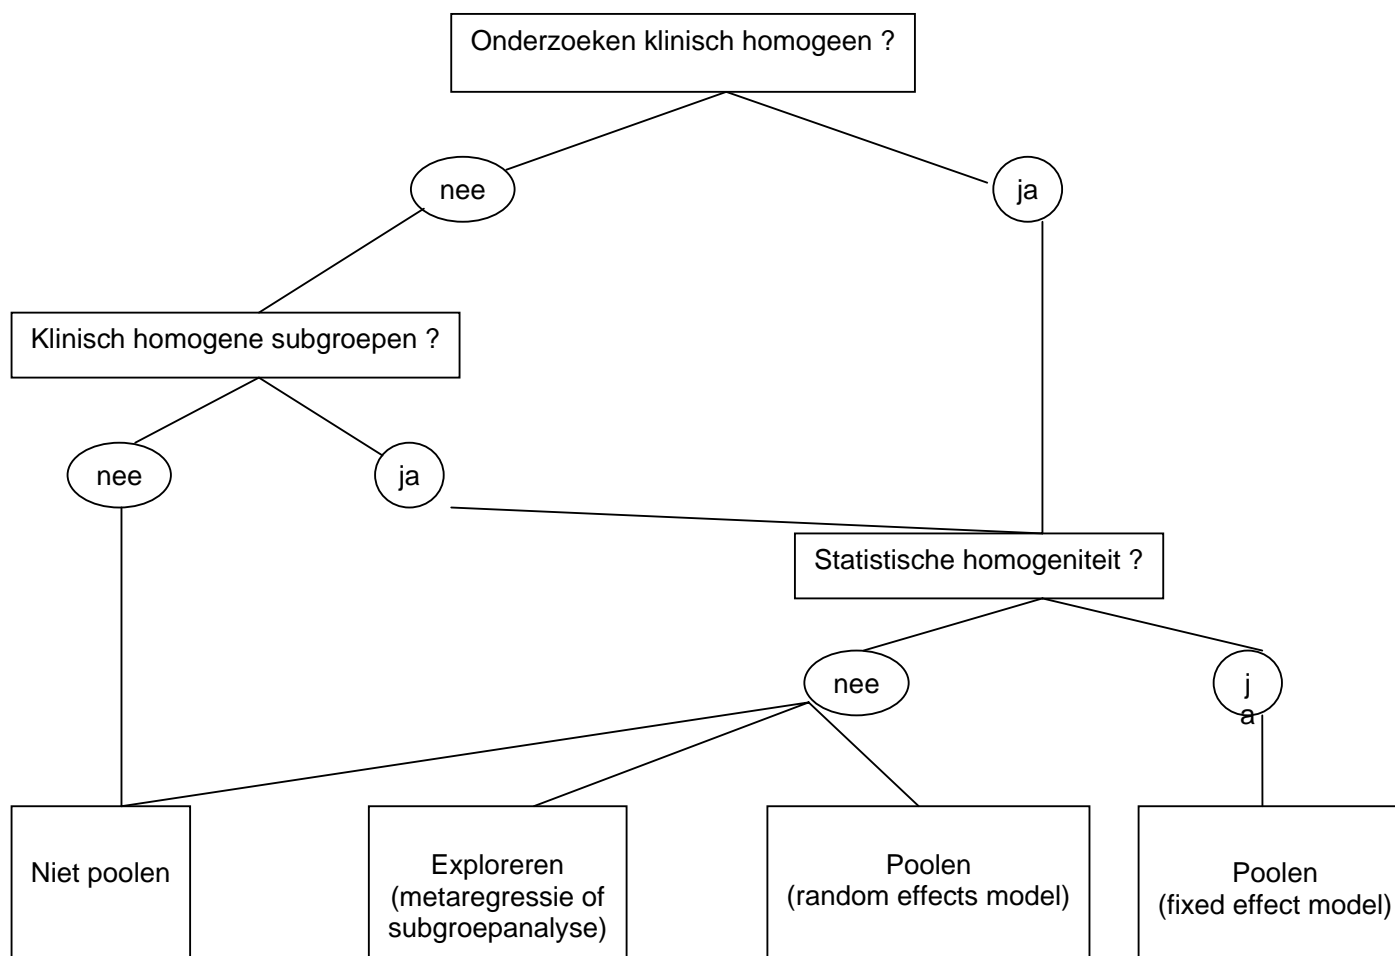 Onderzoeken klinisch homogeen ?
nee
ja
Klinisch homogene subgroepen ?
nee
ja
Statistische homogeniteit ?
nee
j
a
Niet poolen
Exploreren
(metaregressie of
subgroepanalyse)
Poolen
(random effects model)
Poolen
(fixed effect model)